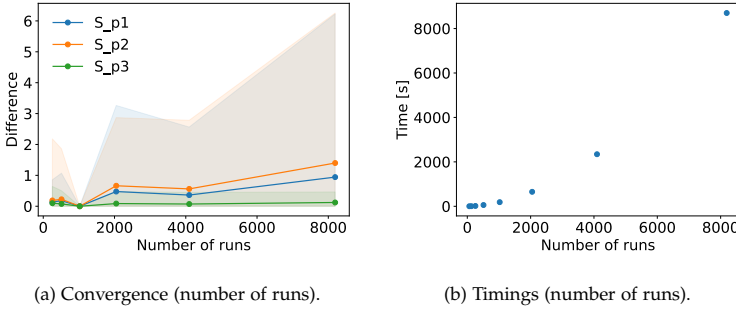 6
5
4
3
2
1
0
Difference
S_p1
S_p2
S_p3
0 2000 4000 6000 8000
Number of runs
(a) Convergence (number of runs).
8000
6000
4000
2000
0
Time [s]
0 2000 4000 6000 8000
Number of runs
(b) Timings (number of runs).